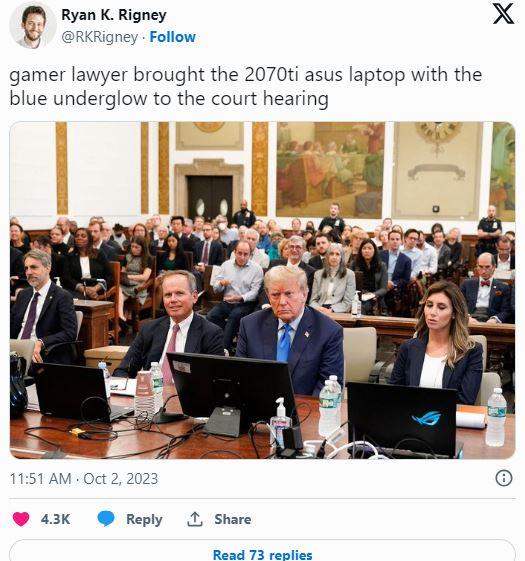 Ryan K. Rigney
@RKRigney · Follow
gamer lawyer brought the 2070ti asus laptop with the
blue underglow to the court hearing
11:51 AM · Oct 2, 2023
4.3K Reply Share
Read 73 replies